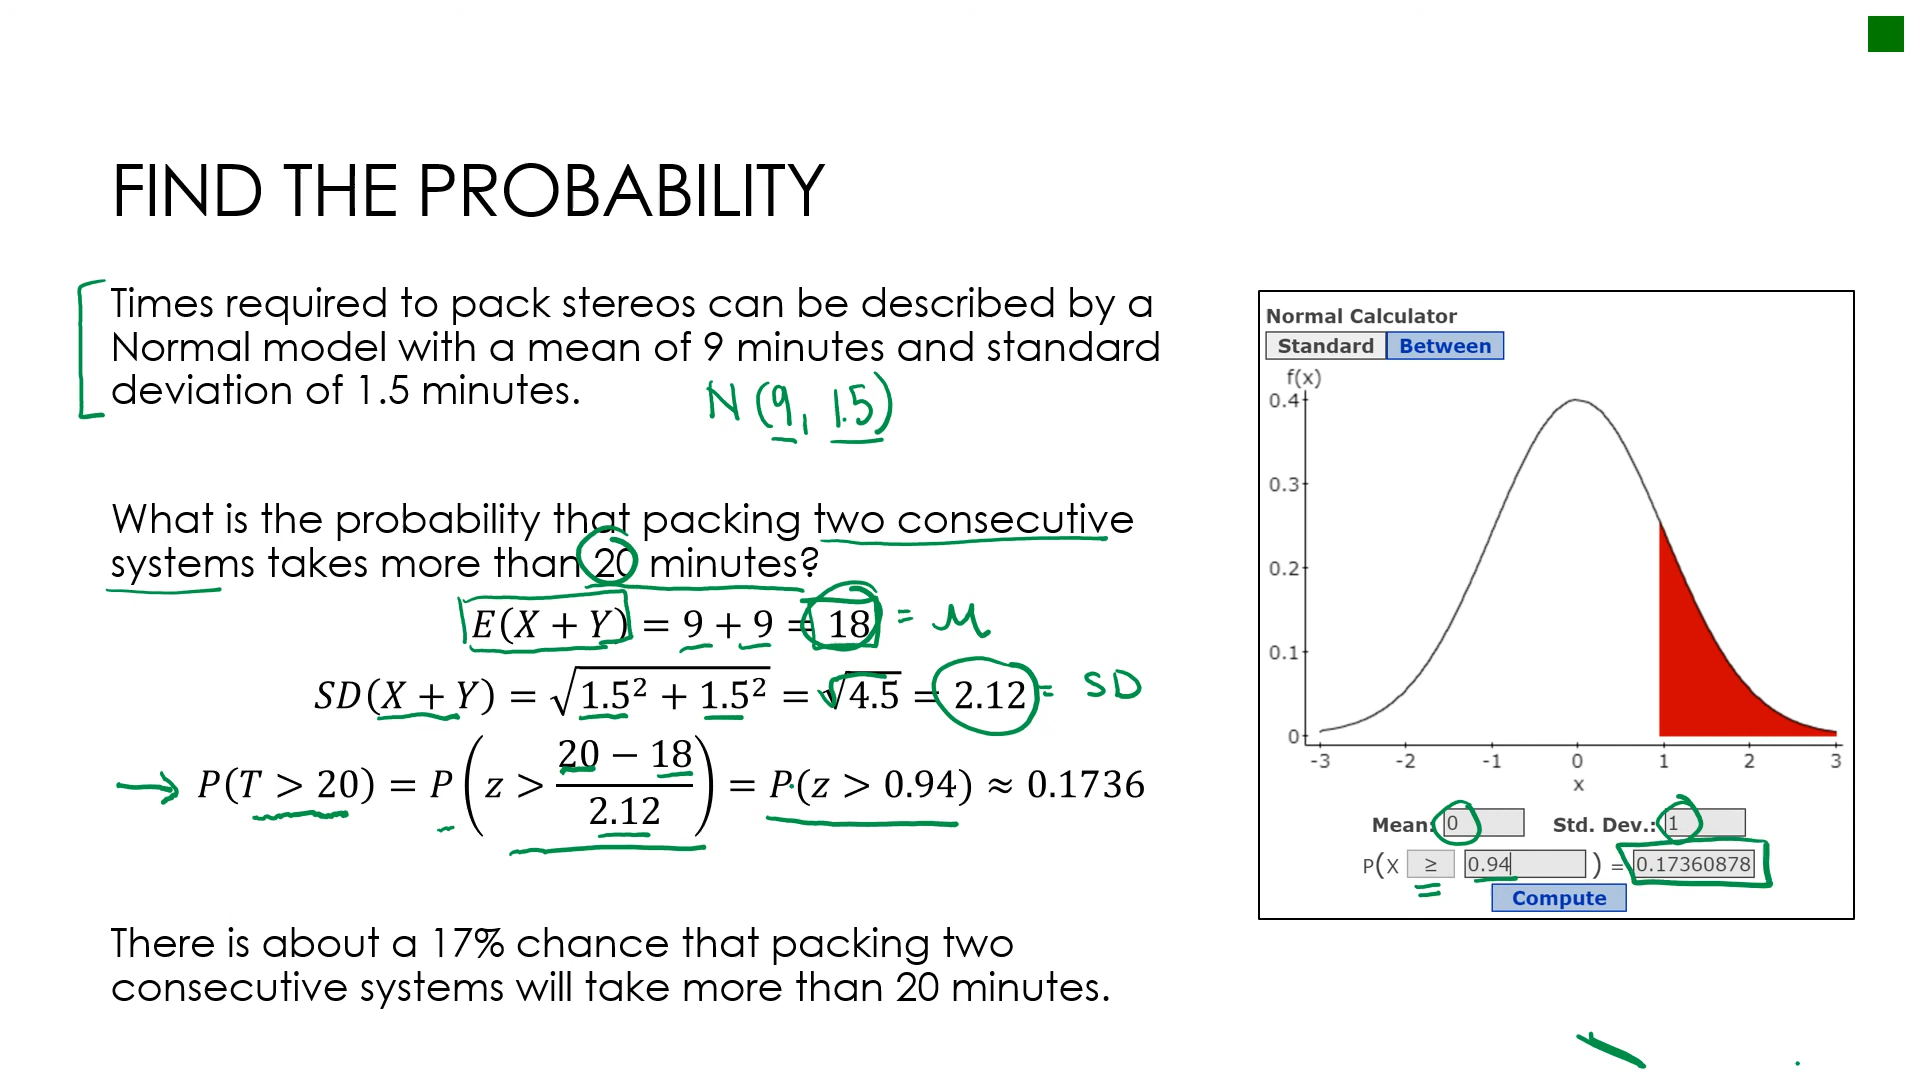 FIND THE PROBABILITY
Times required to pack stereos can be described by a
Normal model with a mean of 9 minutes and standard
deviation of 1.5 minutes.
N (9, 1.5)
What is the probability that packing two consecutive
systems takes more than 20 minutes?
E(X + Y) = 9 + 9 = 18 = μ
SD(X + Y) = √(1.5² + 1.5²) = √4.5 = 2.12 = SD
→ P(T > 20) = P(z > (20 − 18)/2.12) = P(z > 0.94) ≈ 0.1736
There is about a 17% chance that packing two
consecutive systems will take more than 20 minutes.
Normal Calculator
Standard Between
f(x)
0.4
0.3
0.2
0.1
0
-3 -2 -1 0 1 2 3
x
Mean: 0 Std. Dev.: 1
P(X ≥ 0.94 ) = 0.17360878
Compute